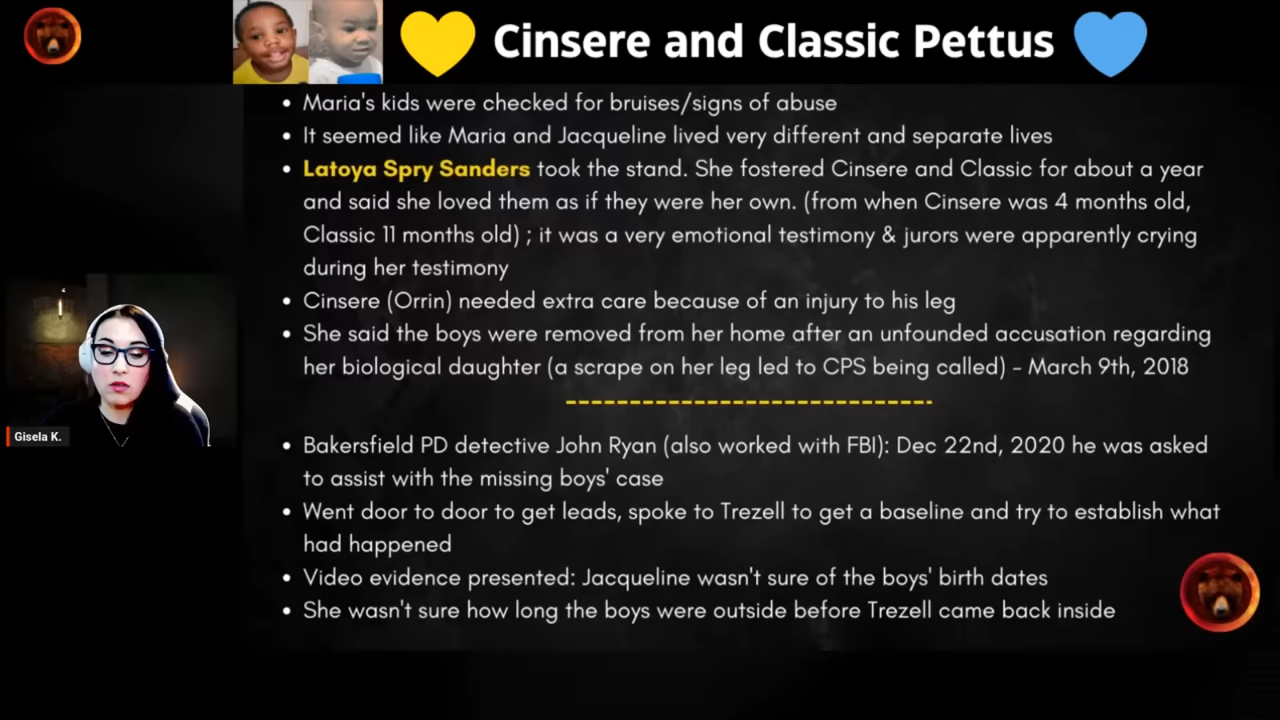 Cinsere and Classic Pettus
• Maria's kids were checked for bruises/signs of abuse
• It seemed like Maria and Jacqueline lived very different and separate lives
• Latoya Spry Sanders took the stand. She fostered Cinsere and Classic for about a year
and said she loved them as if they were her own. (from when Cinsere was 4 months old,
Classic 11 months old) ; it was a very emotional testimony & jurors were apparently crying
during her testimony
• Cinsere (Orrin) needed extra care because of an injury to his leg
• She said the boys were removed from her home after an unfounded accusation regarding
her biological daughter (a scrape on her leg led to CPS being called) - March 9th, 2018
• Bakersfield PD detective John Ryan (also worked with FBI): Dec 22nd, 2020 he was asked
to assist with the missing boys' case
• Went door to door to get leads, spoke to Trezell to get a baseline and try to establish what
had happened
• Video evidence presented: Jacqueline wasn't sure of the boys' birth dates
• She wasn't sure how long the boys were outside before Trezell came back inside
Gisela K.